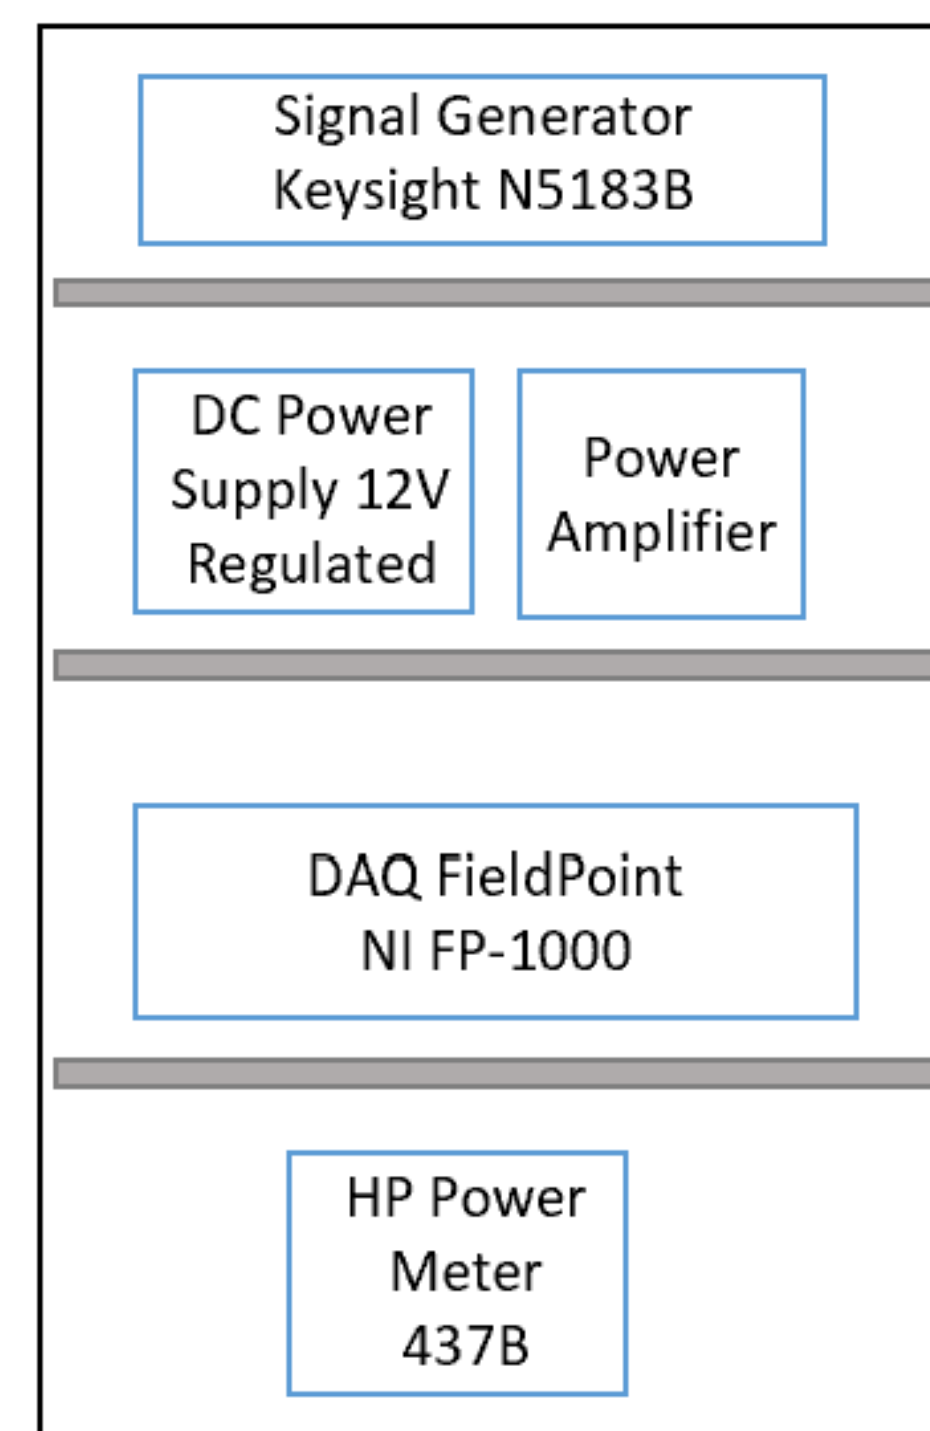 Signal Generator
Keysight N5183B
DC Power
Supply 12V
Regulated
Power
Amplifier
DAQ FieldPoint
NI FP-1000
HP Power
Meter
437B